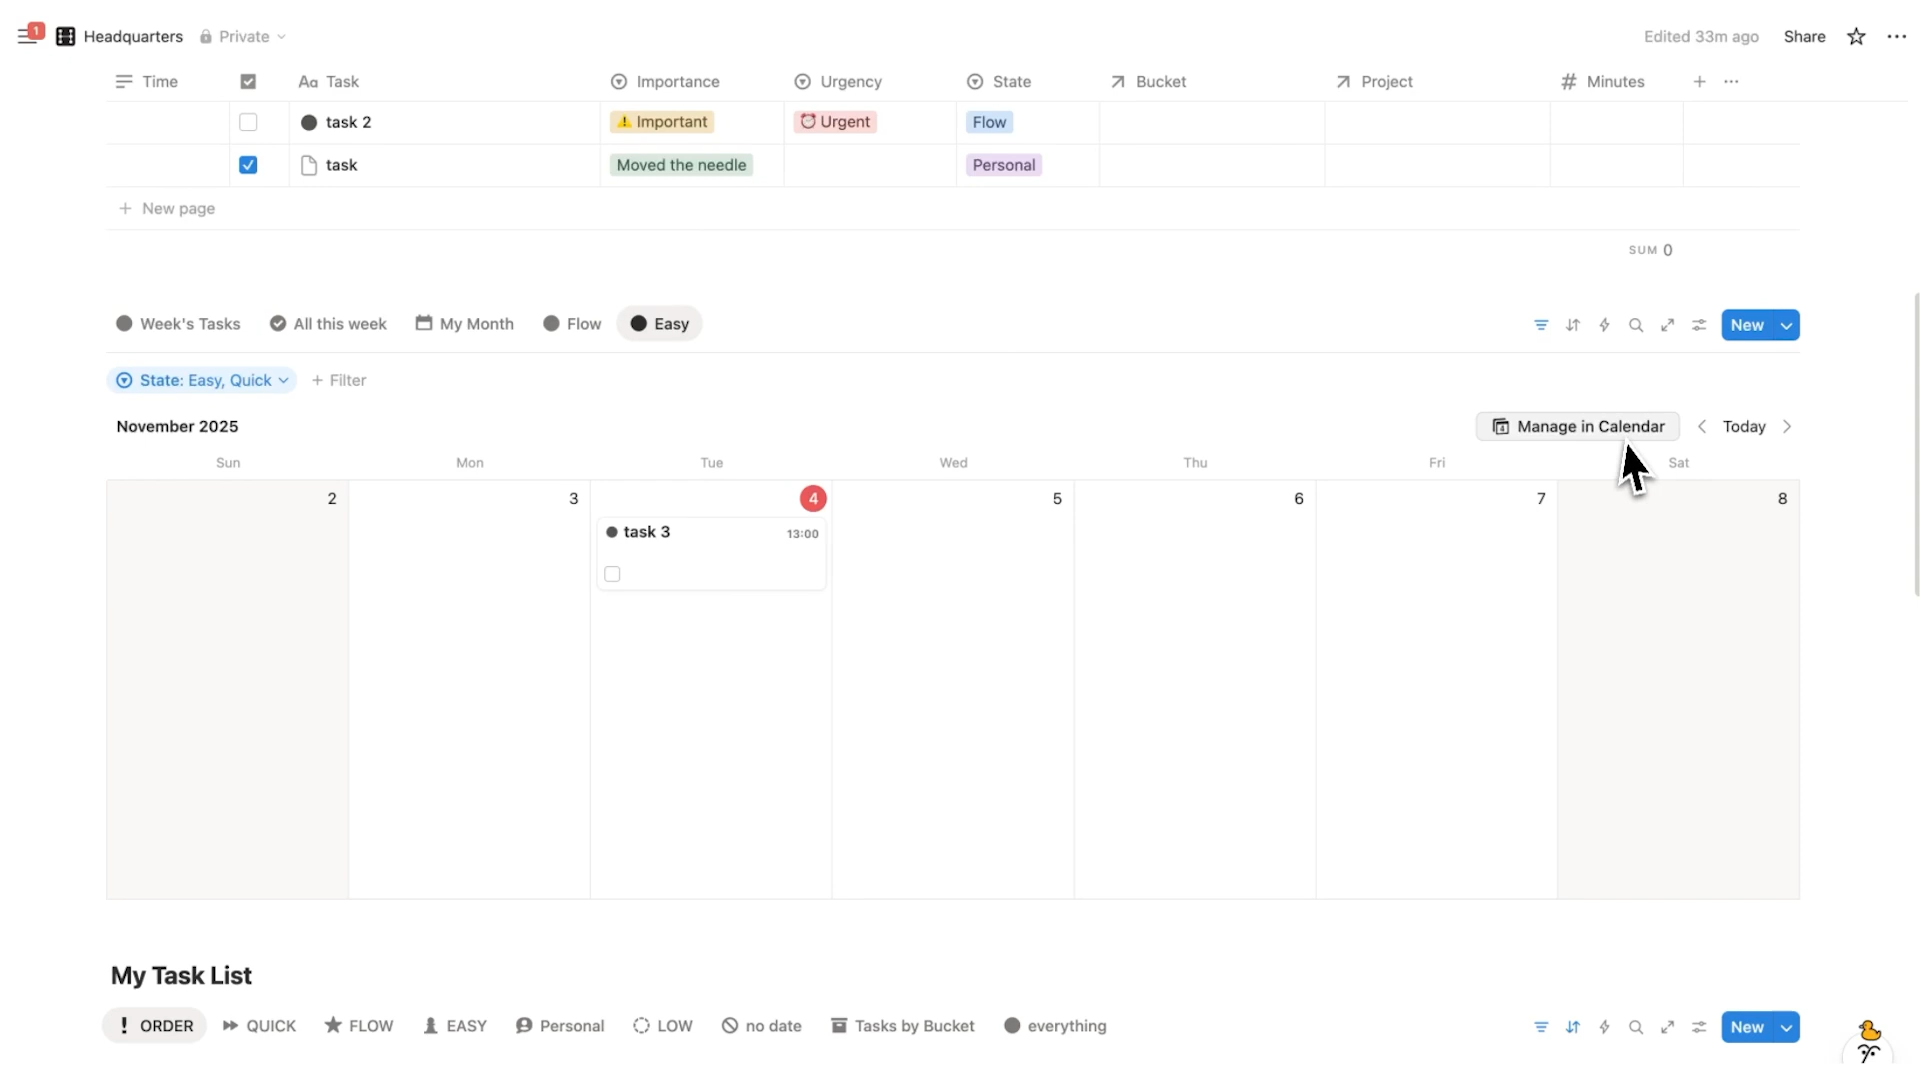 1 Headquarters Private Edited 33m ago Share
Time Aa Task Importance Urgency State Bucket Project # Minutes
task 2 Important Urgent Flow
task Moved the needle Personal
+ New page
SUM 0
Week's Tasks All this week My Month Flow Easy New
State: Easy, Quick + Filter
November 2025 Manage in Calendar Today
Sun Mon Tue Wed Thu Fri Sat
2 3 4 5 6 7 8
task 3 13:00
My Task List
ORDER QUICK FLOW EASY Personal LOW no date Tasks by Bucket everything New